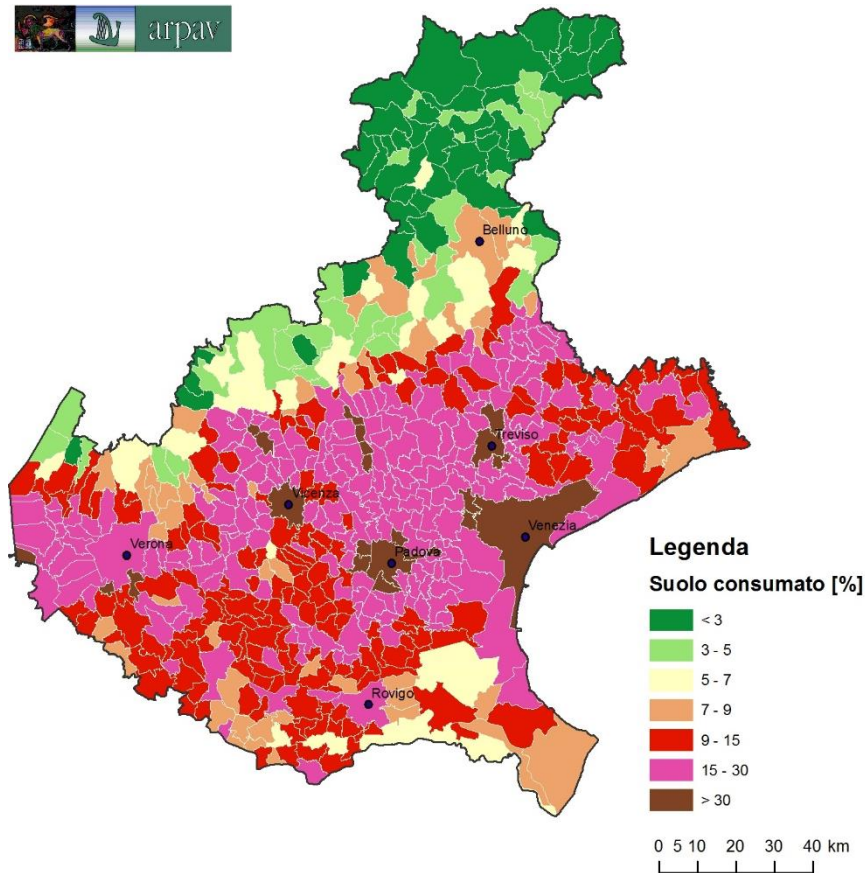 arpav
Belluno
Treviso
Vicenza
Venezia
Verona
Padova
Rovigo
Legenda
Suolo consumato [%]
< 3
3 - 5
5 - 7
7 - 9
9 - 15
15 - 30
> 30
0 5 10 20 30 40 km